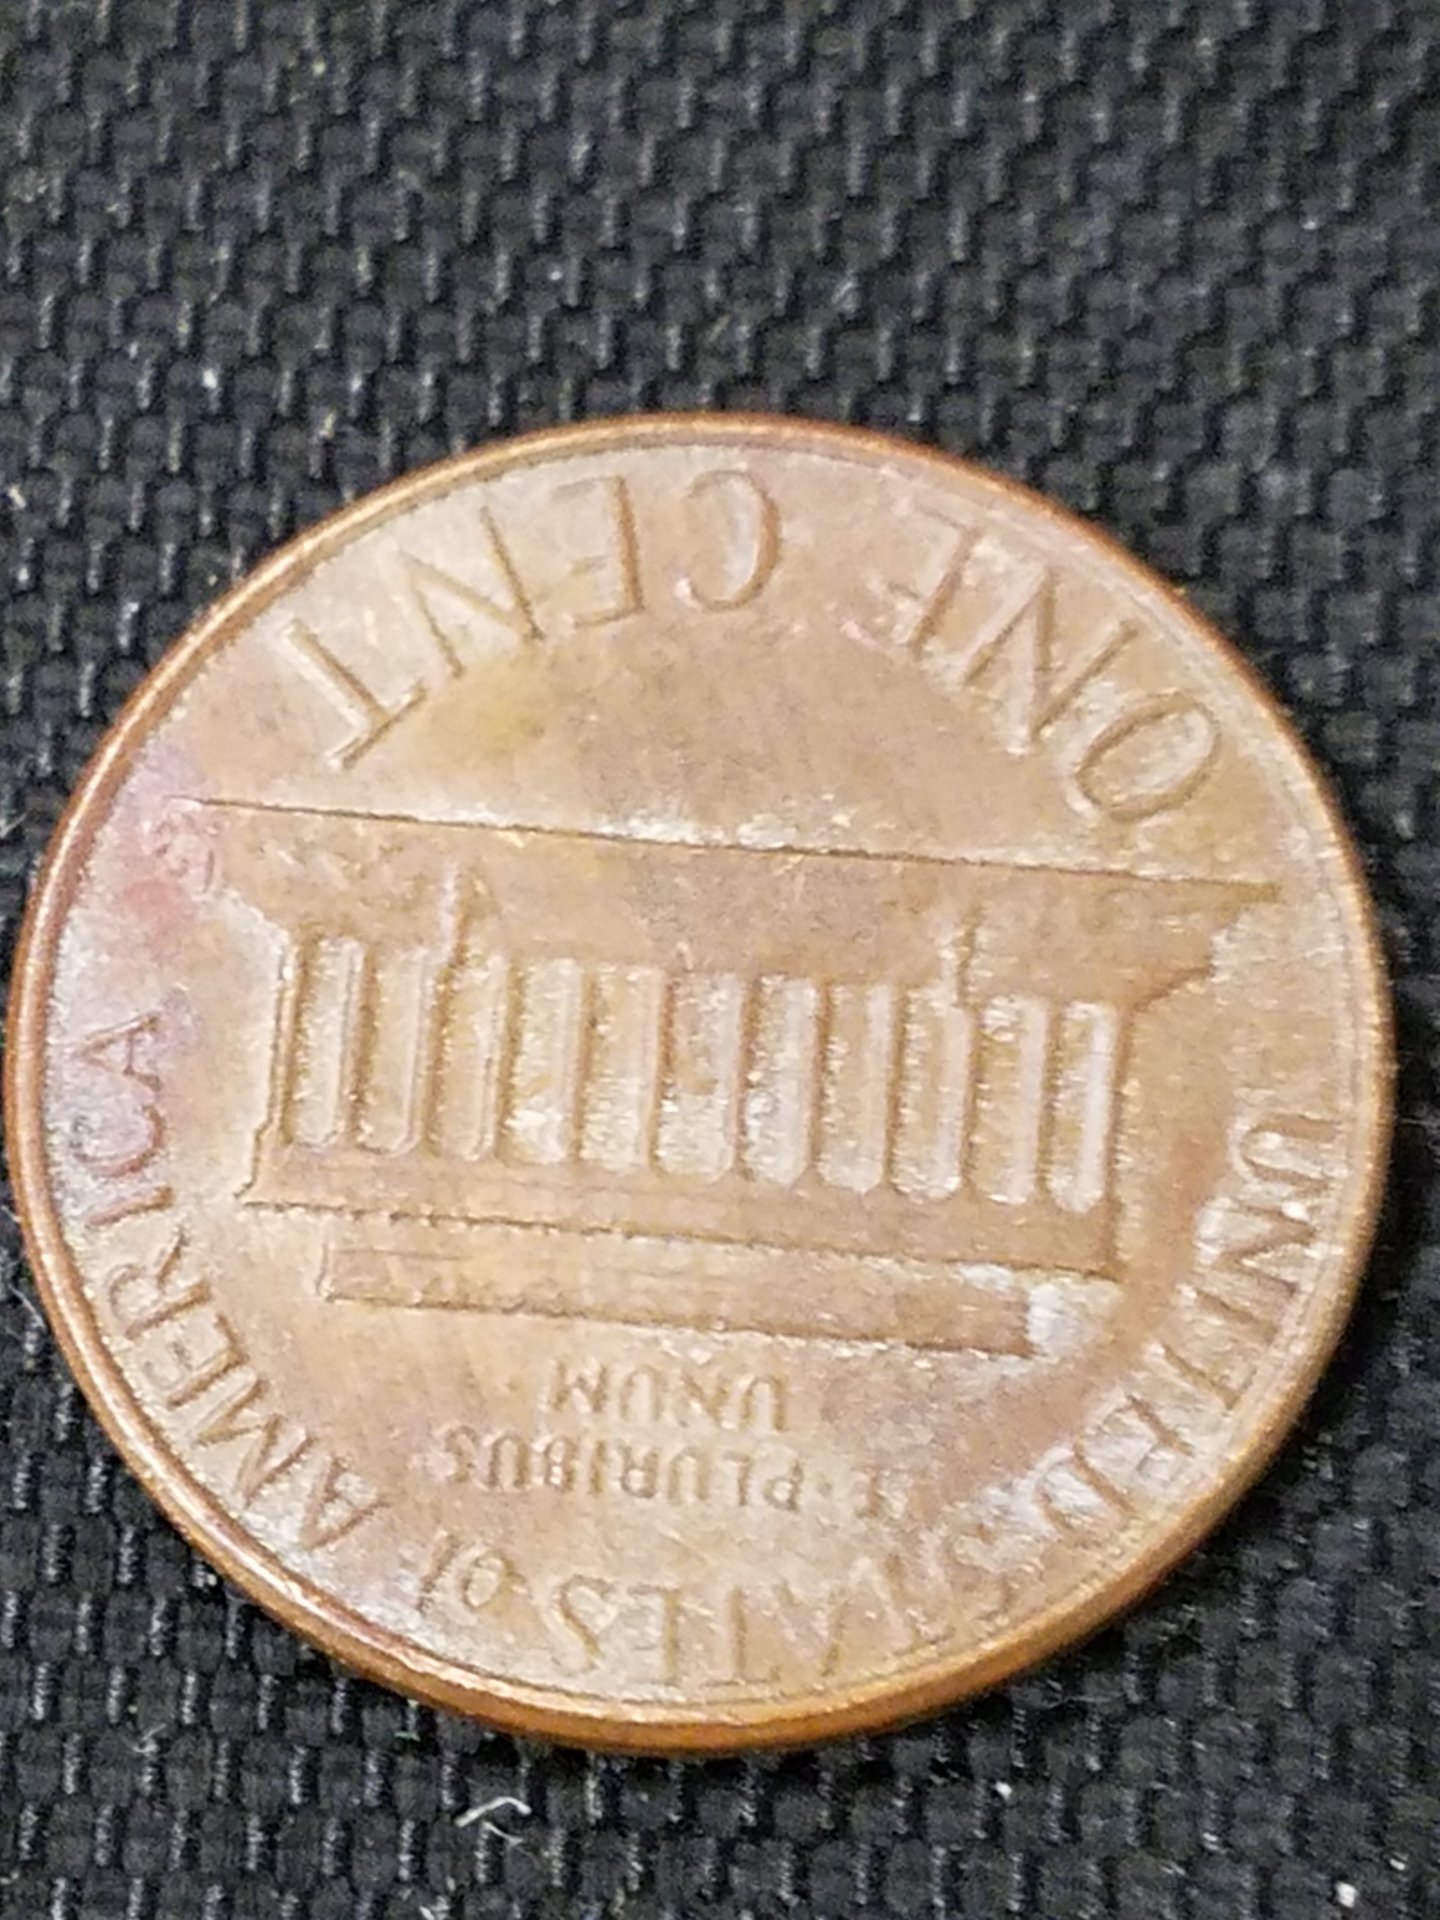 UNITED STATES OF AMERICA
E·PLURIBUS
UNUM
ONE CENT